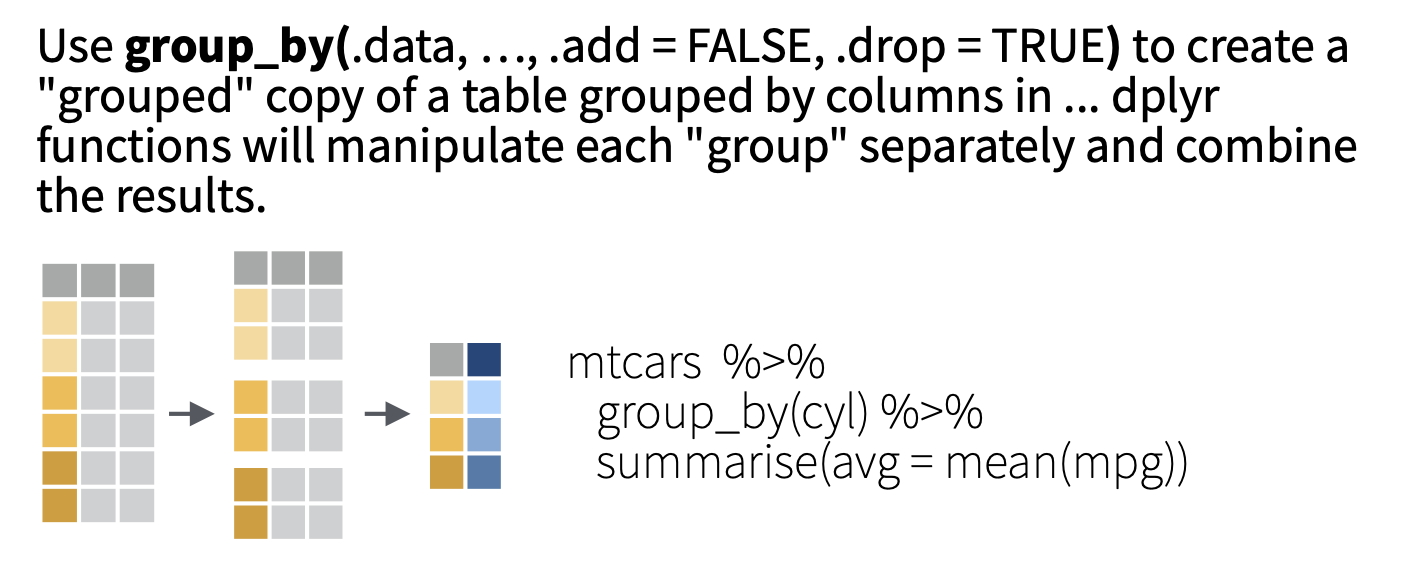 Use group_by(.data, …, .add = FALSE, .drop = TRUE) to create a
"grouped" copy of a table grouped by columns in ... dplyr
functions will manipulate each "group" separately and combine
the results.
mtcars %>%
group_by(cyl) %>%
summarise(avg = mean(mpg))